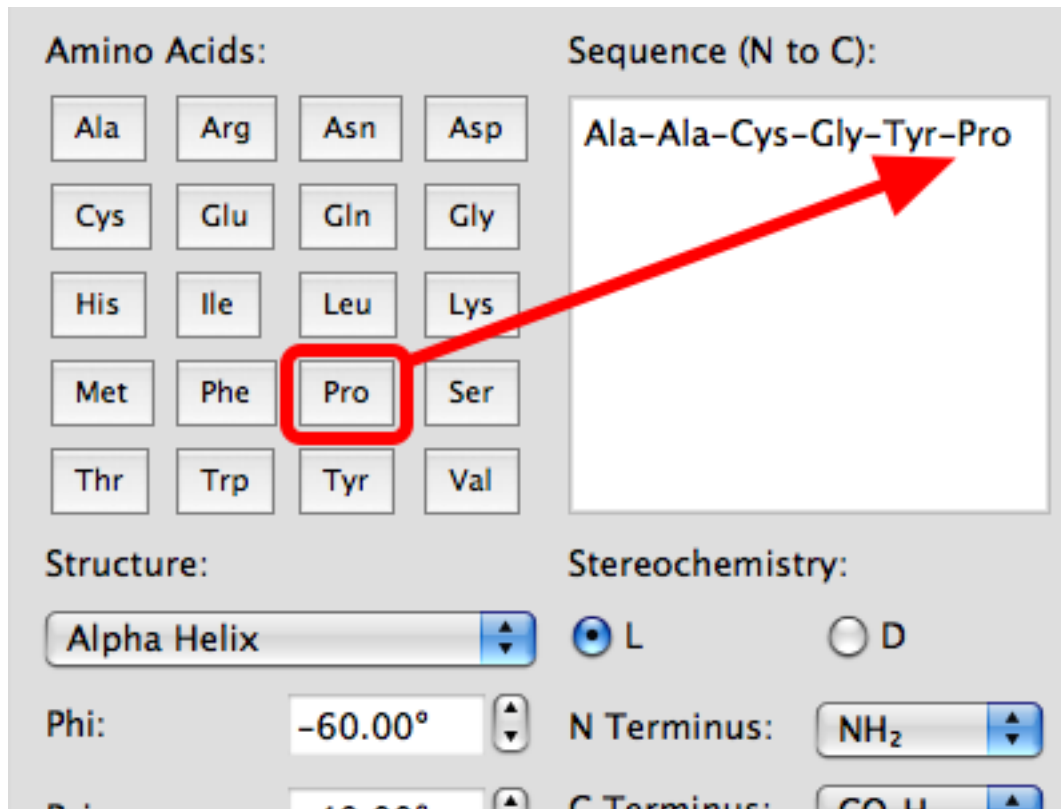 Amino Acids:
Sequence (N to C):
Ala Arg Asn Asp
Ala-Ala-Cys-Gly-Tyr-Pro
Cys Glu Gln Gly
His Ile Leu Lys
Met Phe Pro Ser
Thr Trp Tyr Val
Structure:
Stereochemistry:
Alpha Helix
L D
Phi: -60.00°
N Terminus: NH₂
C Terminus: